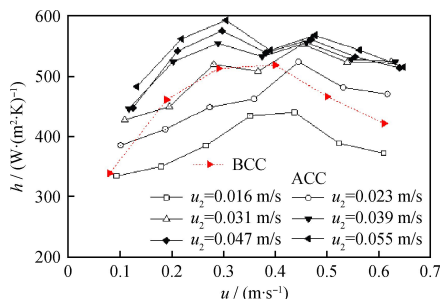 600
500
400
300
200
h / (W·(m²·K)⁻¹)
BCC ACC
u₂=0.016 m/s u₂=0.023 m/s
u₂=0.031 m/s u₂=0.039 m/s
u₂=0.047 m/s u₂=0.055 m/s
0 0.1 0.2 0.3 0.4 0.5 0.6 0.7
u / (m·s⁻¹)